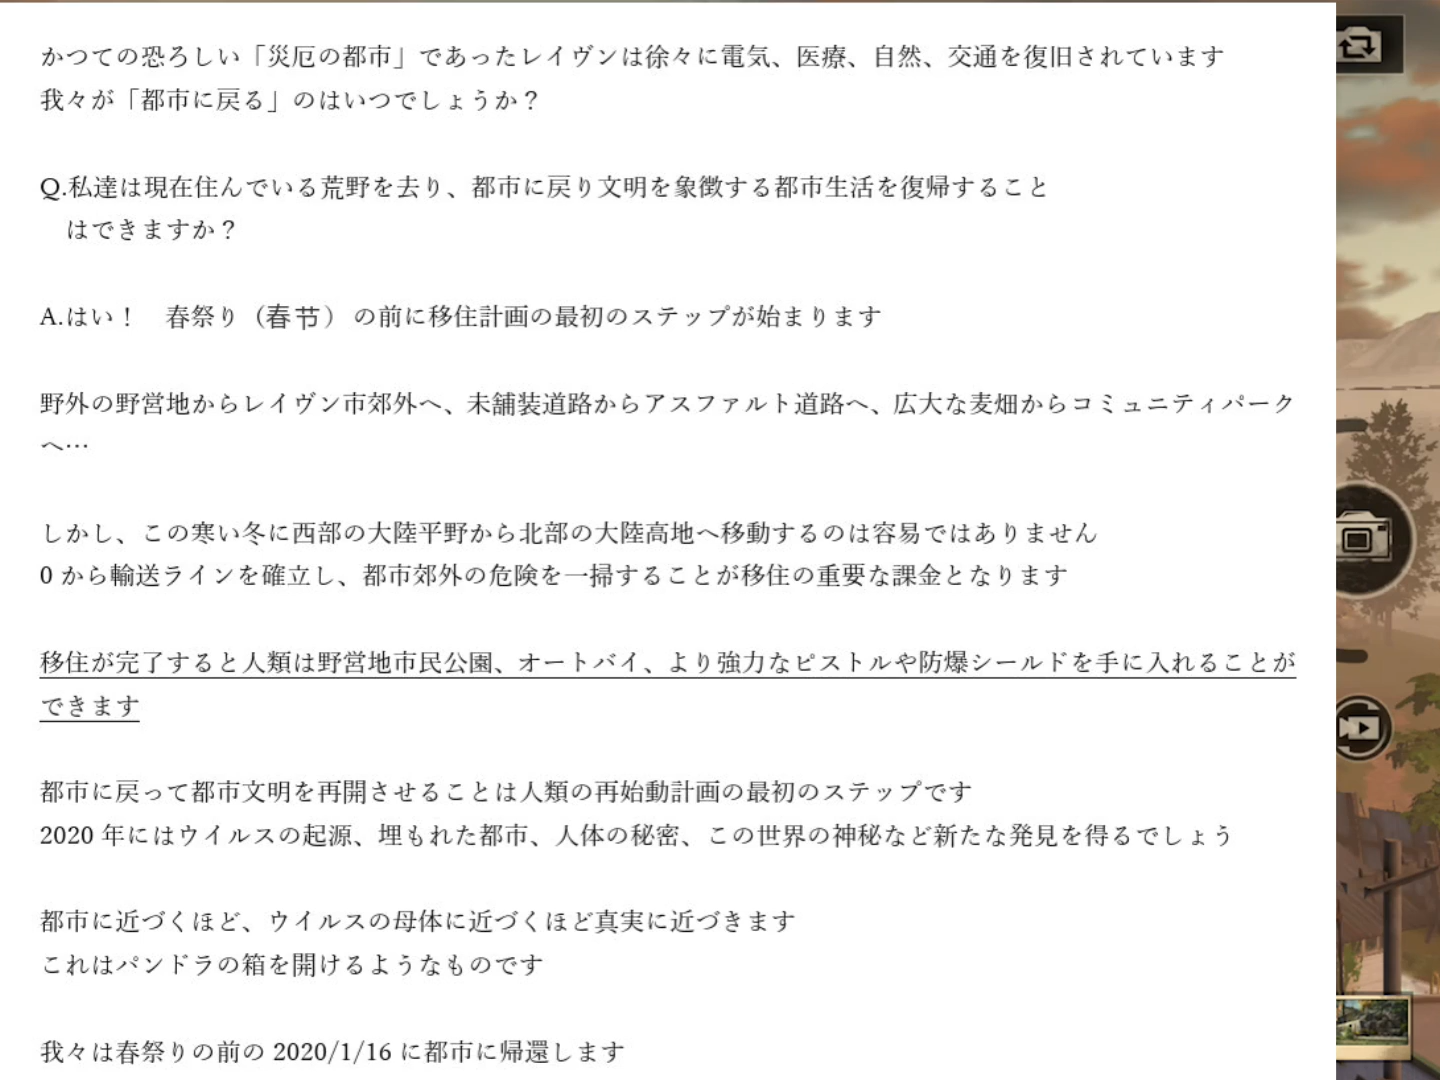 かつての恐ろしい「災厄の都市」であったレイヴンは徐々に電気、医療、自然、交通を復旧されています
我々が「都市に戻る」のはいつでしょうか？
Q.私達は現在住んでいる荒野を去り、都市に戻り文明を象徴する都市生活を復帰すること
はできますか？
A.はい！　春祭り（春节）の前に移住計画の最初のステップが始まります
野外の野営地からレイヴン市郊外へ、未舗装道路からアスファルト道路へ、広大な麦畑からコミュニティパーク
へ…
しかし、この寒い冬に西部の大陸平野から北部の大陸高地へ移動するのは容易ではありません
0 から輸送ラインを確立し、都市郊外の危険を一掃することが移住の重要な課金となります
移住が完了すると人類は野営地市民公園、オートバイ、より強力なピストルや防爆シールドを手に入れることが
できます
都市に戻って都市文明を再開させることは人類の再始動計画の最初のステップです
2020 年にはウイルスの起源、埋もれた都市、人体の秘密、この世界の神秘など新たな発見を得るでしょう
都市に近づくほど、ウイルスの母体に近づくほど真実に近づきます
これはパンドラの箱を開けるようなものです
我々は春祭りの前の 2020/1/16 に都市に帰還します